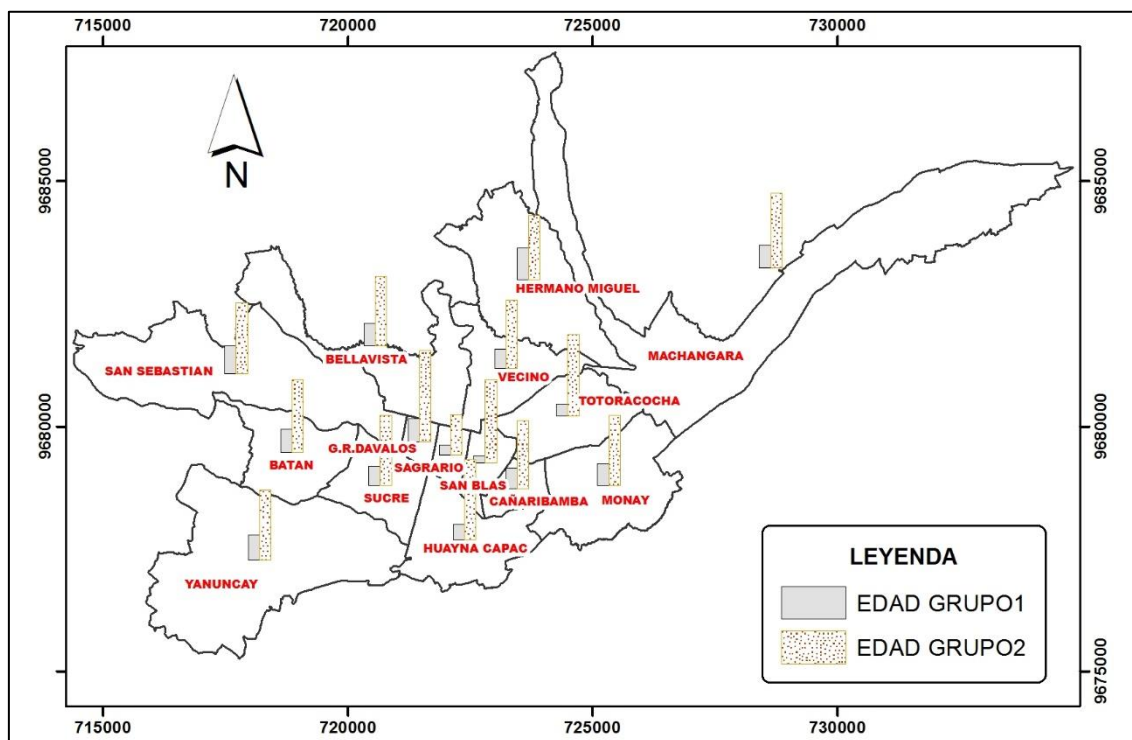 715000 720000 725000 730000
9685000 9685000
N
HERMANO MIGUEL
BELLAVISTA
MACHANGARA
SAN SEBASTIAN
VECINO
TOTORACOCHA
9680000 9680000
G.R.DAVALOS
BATAN
SAGRARIO
SAN BLAS
SUCRE
CAÑARIBAMBA
MONAY
HUAYNA CAPAC
YANUNCAY
LEYENDA
EDAD GRUPO1
EDAD GRUPO2
9675000 9675000
715000 720000 725000 730000